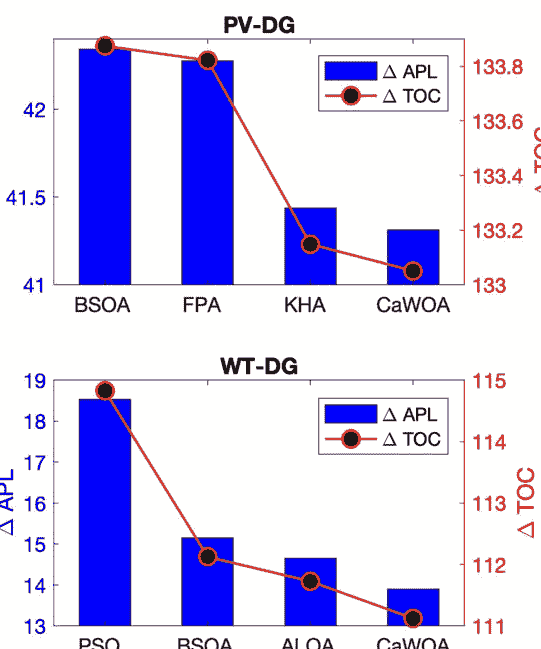 PV-DG
42
41.5
41
Δ APL
Δ TOC
133.8
133.6
133.4
133.2
133
Δ TOC
BSOA FPA KHA CaWOA
WT-DG
19
18
17
16
15
14
13
Δ APL
Δ APL
Δ TOC
115
114
113
112
111
Δ TOC
PSO BSOA ALOA CaWOA